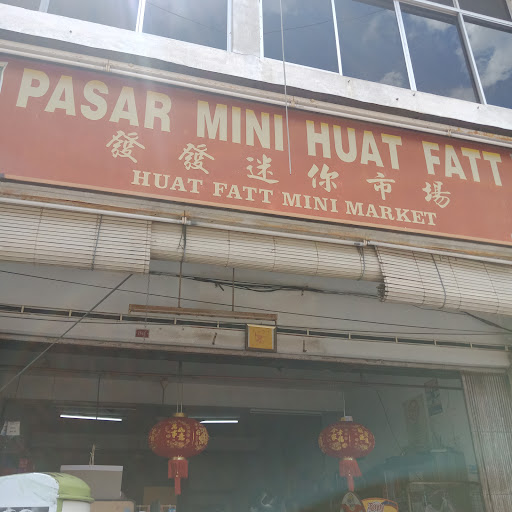 PASAR MINI HUAT FATT
發發迷你市場
HUAT FATT MINI MARKET